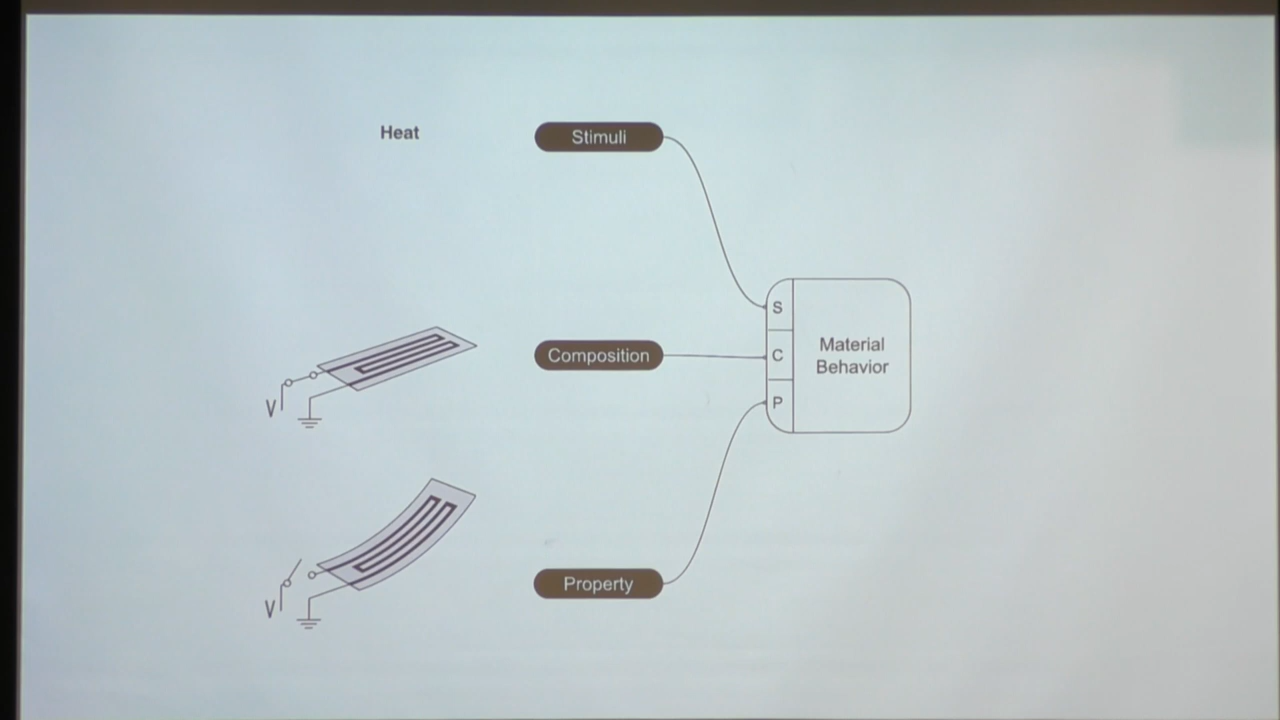 Heat
Stimuli
S
Composition
C
Material
Behavior
P
V
Property
V